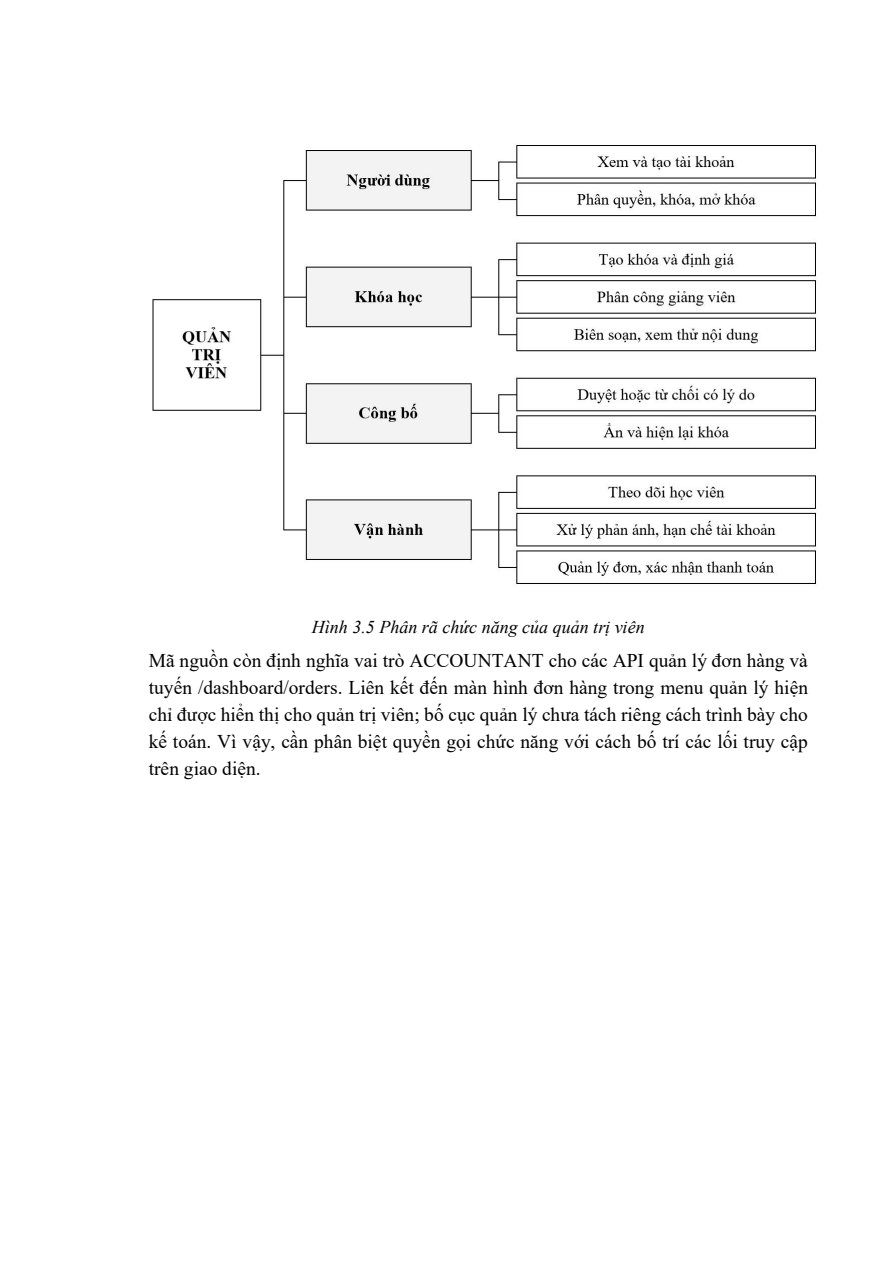 Người dùng
Xem và tạo tài khoản
Phân quyền, khóa, mở khóa
Khóa học
Tạo khóa và định giá
Phân công giảng viên
Biên soạn, xem thử nội dung
QUẢN
TRỊ
VIÊN
Công bố
Duyệt hoặc từ chối có lý do
Ẩn và hiện lại khóa
Vận hành
Theo dõi học viên
Xử lý phản ánh, hạn chế tài khoản
Quản lý đơn, xác nhận thanh toán
Hình 3.5 Phân rã chức năng của quản trị viên
Mã nguồn còn định nghĩa vai trò ACCOUNTANT cho các API quản lý đơn hàng và
tuyến /dashboard/orders. Liên kết đến màn hình đơn hàng trong menu quản lý hiện
chỉ được hiển thị cho quản trị viên; bố cục quản lý chưa tách riêng cách trình bày cho
kế toán. Vì vậy, cần phân biệt quyền gọi chức năng với cách bố trí các lối truy cập
trên giao diện.